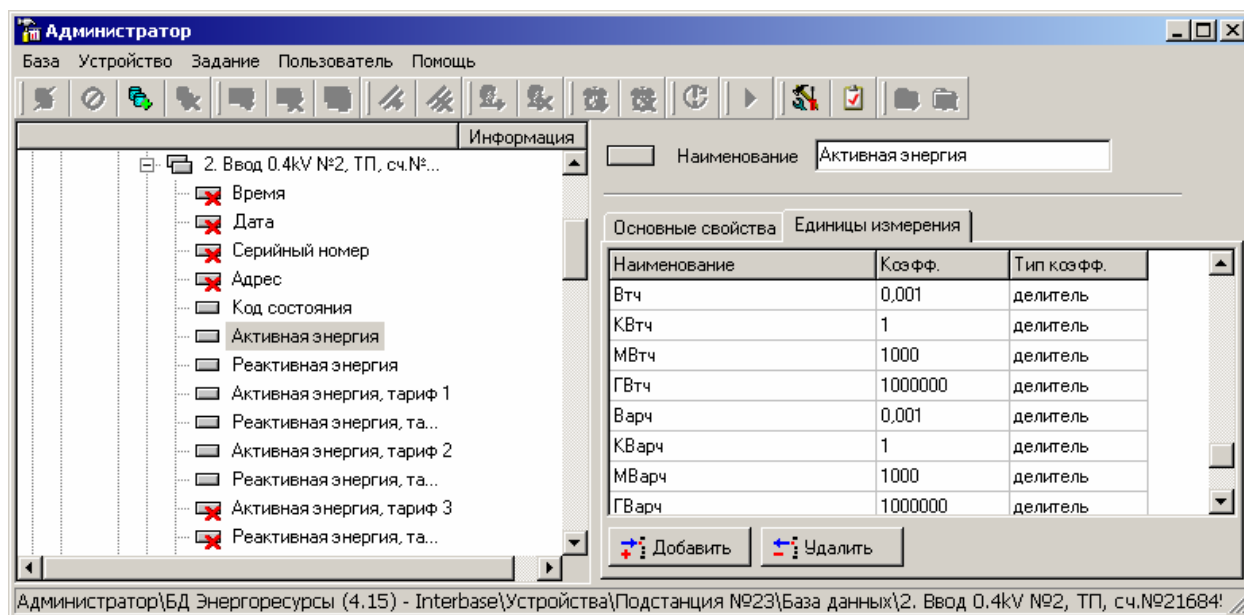 Администратор
База Устройство Задание Пользователь Помощь
Информация
2. Ввод 0.4kV №2, ТП, сч.№...
Время
Дата
Серийный номер
Адрес
Код состояния
Активная энергия
Реактивная энергия
Активная энергия, тариф 1
Реактивная энергия, та...
Активная энергия, тариф 2
Реактивная энергия, та...
Активная энергия, тариф 3
Реактивная энергия, та...
Наименование Активная энергия
Основные свойства Единицы измерения
Наименование Коэфф. Тип коэфф.
Втч 0,001 делитель
КВтч 1 делитель
МВтч 1000 делитель
ГВтч 1000000 делитель
Варч 0,001 делитель
КВарч 1 делитель
МВарч 1000 делитель
ГВарч 1000000 делитель
Добавить Удалить
Администратор\БД Энергоресурсы (4.15) - Interbase\Устройства\Подстанция №23\База данных\2. Ввод 0.4kV №2, ТП, сч.№21684